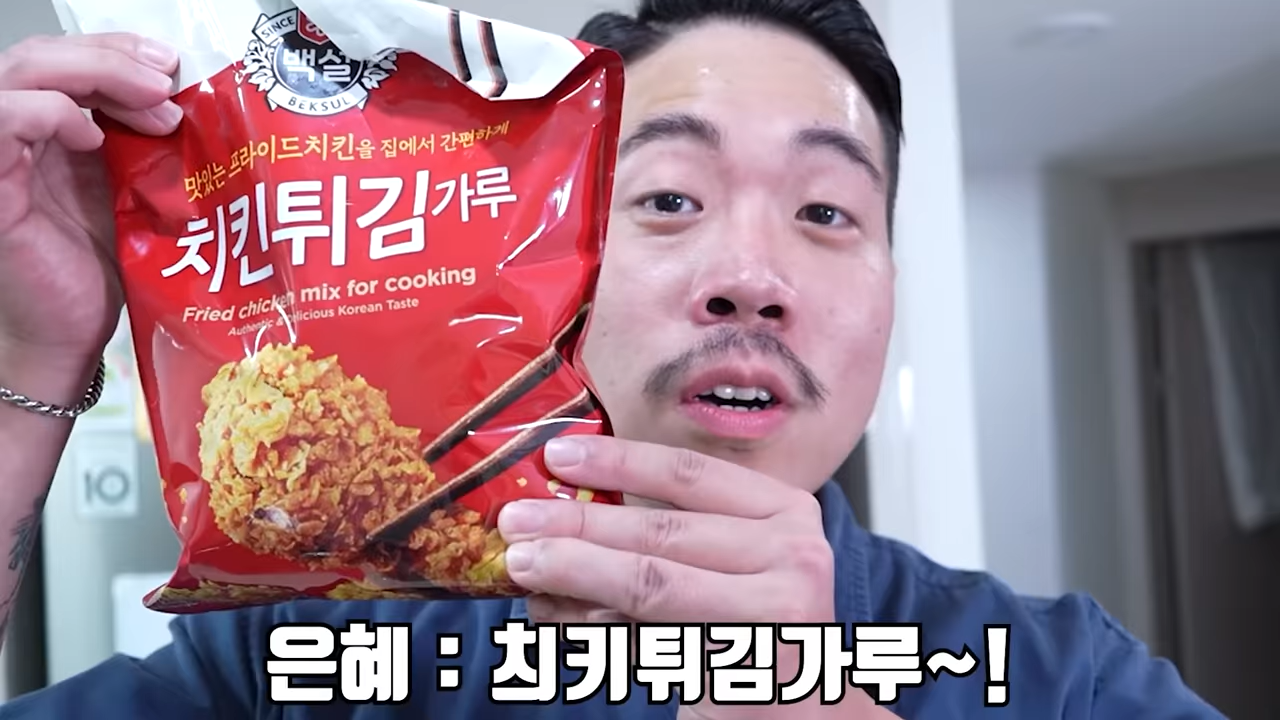 SINCE
백설
BEKSUL
맛있는 프라이드치킨을 집에서 간편하게
치킨튀김가루
Fried chicken mix for cooking
Authentic & Delicious Korean Taste
10
은혜 : 치키튀김가루~!